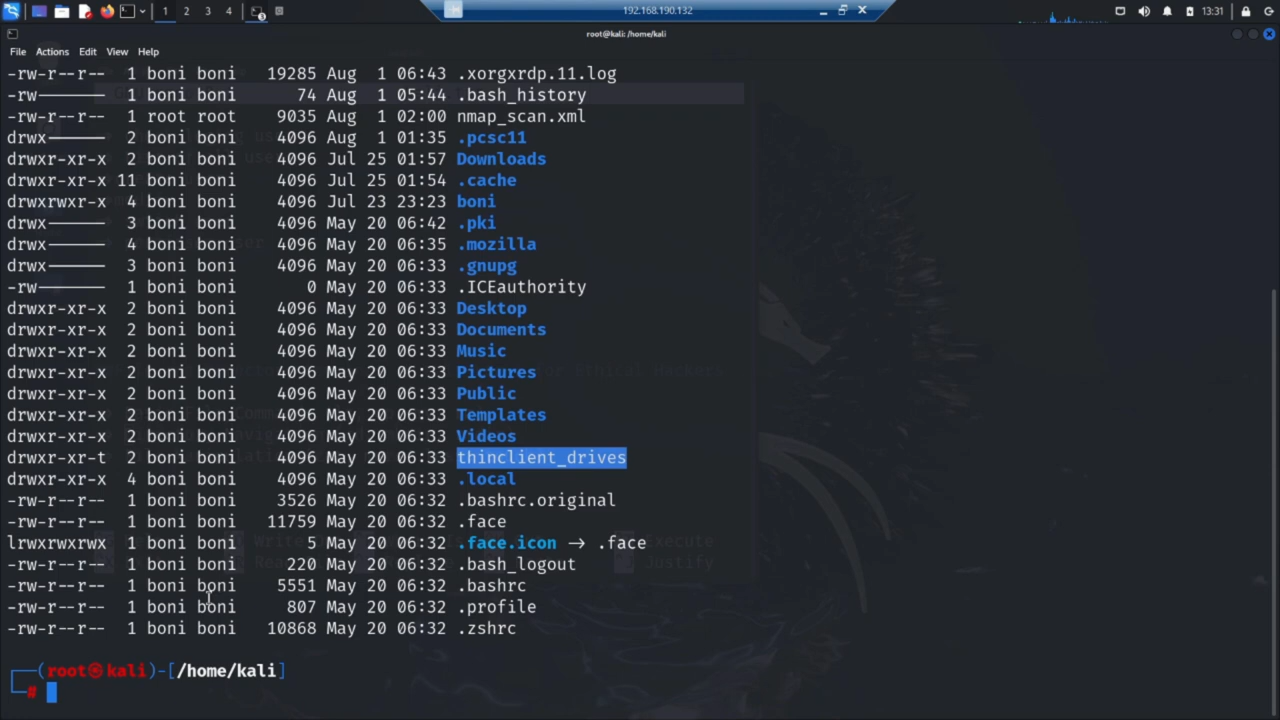 1 2 3 4 192.168.190.132 13:31
root@kali: /home/kali
File Actions Edit View Help
-rw-r--r-- 1 boni boni 19285 Aug 1 06:43 .xorgxrdp.11.log
-rw------- 1 boni boni 74 Aug 1 05:44 .bash_history
-rw-r--r-- 1 root root 9035 Aug 1 02:00 nmap_scan.xml
drwx------ 2 boni boni 4096 Aug 1 01:35 .pcsc11
drwxr-xr-x 2 boni boni 4096 Jul 25 01:57 Downloads
drwxr-xr-x 11 boni boni 4096 Jul 25 01:54 .cache
drwxrwxr-x 4 boni boni 4096 Jul 23 23:23 boni
drwx------ 3 boni boni 4096 May 20 06:42 .pki
drwx------ 4 boni boni 4096 May 20 06:35 .mozilla
drwx------ 3 boni boni 4096 May 20 06:33 .gnupg
-rw------- 1 boni boni 0 May 20 06:33 .ICEauthority
drwxr-xr-x 2 boni boni 4096 May 20 06:33 Desktop
drwxr-xr-x 2 boni boni 4096 May 20 06:33 Documents
drwxr-xr-x 2 boni boni 4096 May 20 06:33 Music
drwxr-xr-x 2 boni boni 4096 May 20 06:33 Pictures
drwxr-xr-x 2 boni boni 4096 May 20 06:33 Public
drwxr-xr-x 2 boni boni 4096 May 20 06:33 Templates
drwxr-xr-x 2 boni boni 4096 May 20 06:33 Videos
drwxr-xr-t 2 boni boni 4096 May 20 06:33 thinclient_drives
drwxr-xr-x 4 boni boni 4096 May 20 06:33 .local
-rw-r--r-- 1 boni boni 3526 May 20 06:32 .bashrc.original
-rw-r--r-- 1 boni boni 11759 May 20 06:32 .face
lrwxrwxrwx 1 boni boni 5 May 20 06:32 .face.icon -> .face
-rw-r--r-- 1 boni boni 220 May 20 06:32 .bash_logout
-rw-r--r-- 1 boni boni 5551 May 20 06:32 .bashrc
-rw-r--r-- 1 boni boni 807 May 20 06:32 .profile
-rw-r--r-- 1 boni boni 10868 May 20 06:32 .zshrc
┌──(root㉿kali)-[/home/kali]
└─#